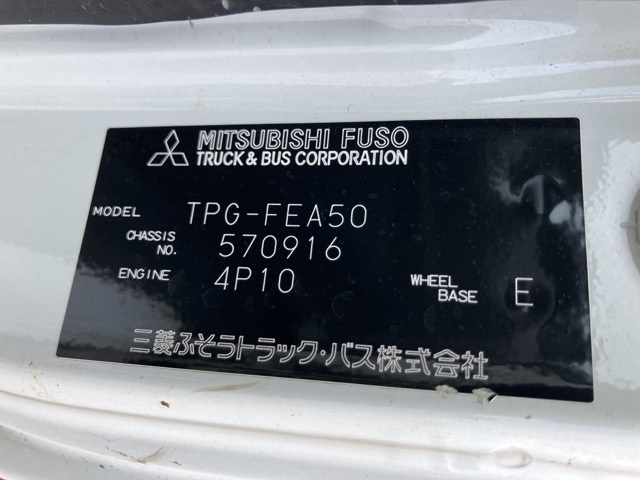 MITSUBISHI FUSO
TRUCK & BUS CORPORATION
MODEL TPG-FEA50
CHASSIS NO. 570916
ENGINE 4P10 WHEEL BASE E
三菱ふそうトラック・バス株式会社